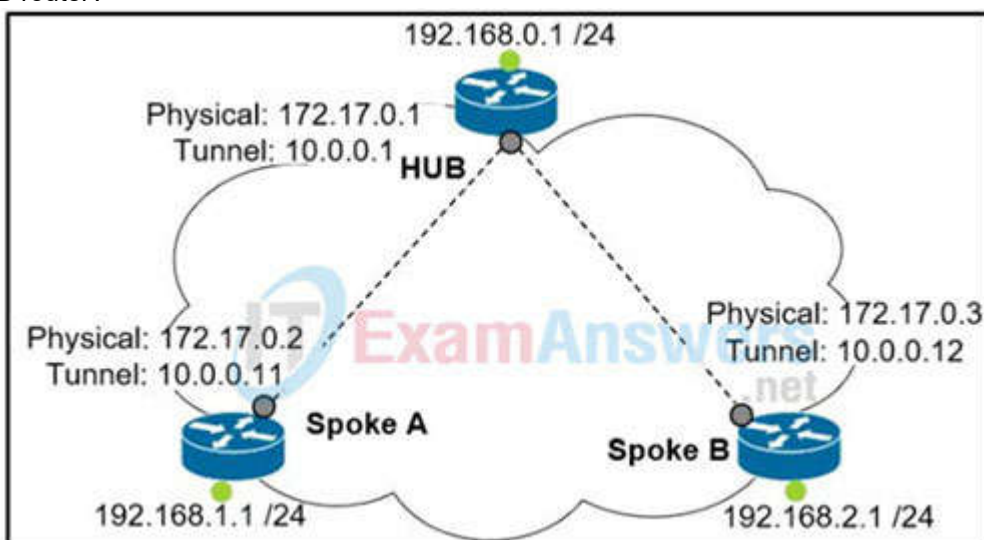 192.168.0.1 /24
Physical: 172.17.0.1
Tunnel: 10.0.0.1
HUB
ITExamAnswers
.net
Physical: 172.17.0.2
Tunnel: 10.0.0.11
Physical: 172.17.0.3
Tunnel: 10.0.0.12
Spoke A
Spoke B
192.168.1.1 /24
192.168.2.1 /24